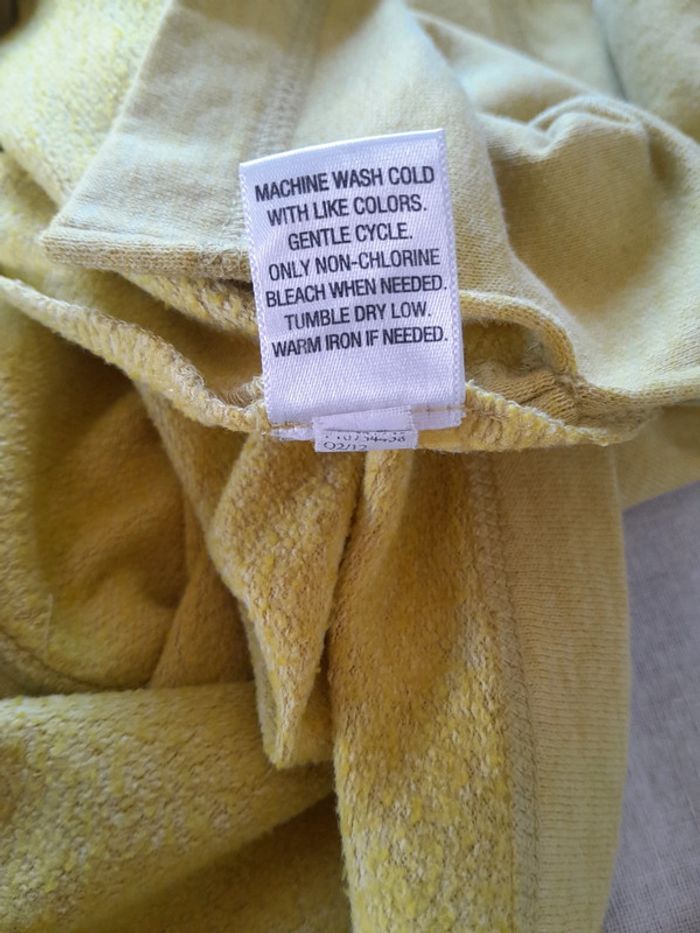 MACHINE WASH COLD
WITH LIKE COLORS.
GENTLE CYCLE.
ONLY NON-CHLORINE
BLEACH WHEN NEEDED.
TUMBLE DRY LOW.
WARM IRON IF NEEDED.